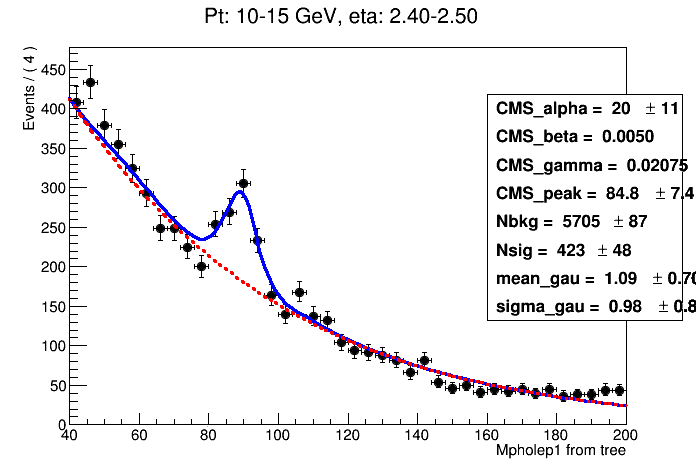 Pt: 10-15 GeV, eta: 2.40-2.50
Events / ( 4 )
450
400
350
300
250
200
150
100
50
0
40
60
80
100
120
140
160
180
200
Mpholep1 from tree
CMS_alpha = 20 ± 11
CMS_beta = 0.0050
CMS_gamma = 0.02075
CMS_peak = 84.8 ± 7.4
Nbkg = 5705 ± 87
Nsig = 423 ± 48
mean_gau = 1.09 ± 0.70
sigma_gau = 0.98 ± 0.8